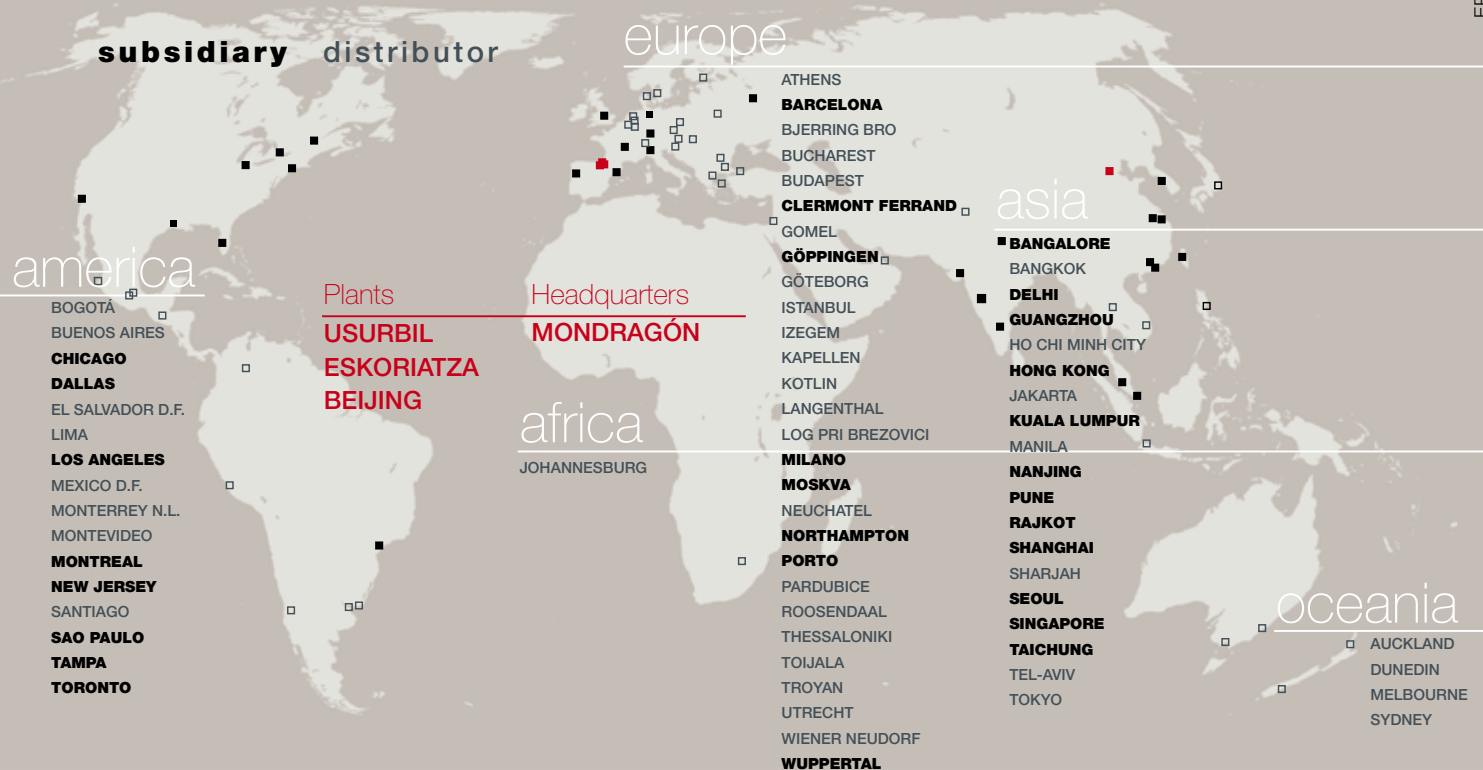 subsidiary distributor
europe
ATHENS
BARCELONA
BJERRING BRO
BUCHAREST
BUDAPEST
CLERMONT FERRAND
GOMEL
GÖPPINGEN
GÖTEBORG
ISTANBUL
IZEGEM
KAPELLEN
KOTLIN
LANGENTHAL
LOG PRI BREZOVICI
MILANO
MOSKVA
NEUCHATEL
NORTHAMPTON
PORTO
PARDUBICE
ROOSENDAAL
THESSALONIKI
TOIJALA
TROYAN
UTRECHT
WIENER NEUDORF
WUPPERTAL
america
BOGOTÁ
BUENOS AIRES
CHICAGO
DALLAS
EL SALVADOR D.F.
LIMA
LOS ANGELES
MEXICO D.F.
MONTERREY N.L.
MONTEVIDEO
MONTREAL
NEW JERSEY
SANTIAGO
SAO PAULO
TAMPA
TORONTO
Plants
USURBIL
ESKORIATZA
BEIJING
Headquarters
MONDRAGÓN
africa
JOHANNESBURG
asia
BANGALORE
BANGKOK
DELHI
GUANGZHOU
HO CHI MINH CITY
HONG KONG
JAKARTA
KUALA LUMPUR
MANILA
NANJING
PUNE
RAJKOT
SHANGHAI
SHARJAH
SEOUL
SINGAPORE
TAICHUNG
TEL-AVIV
TOKYO
oceania
AUCKLAND
DUNEDIN
MELBOURNE
SYDNEY